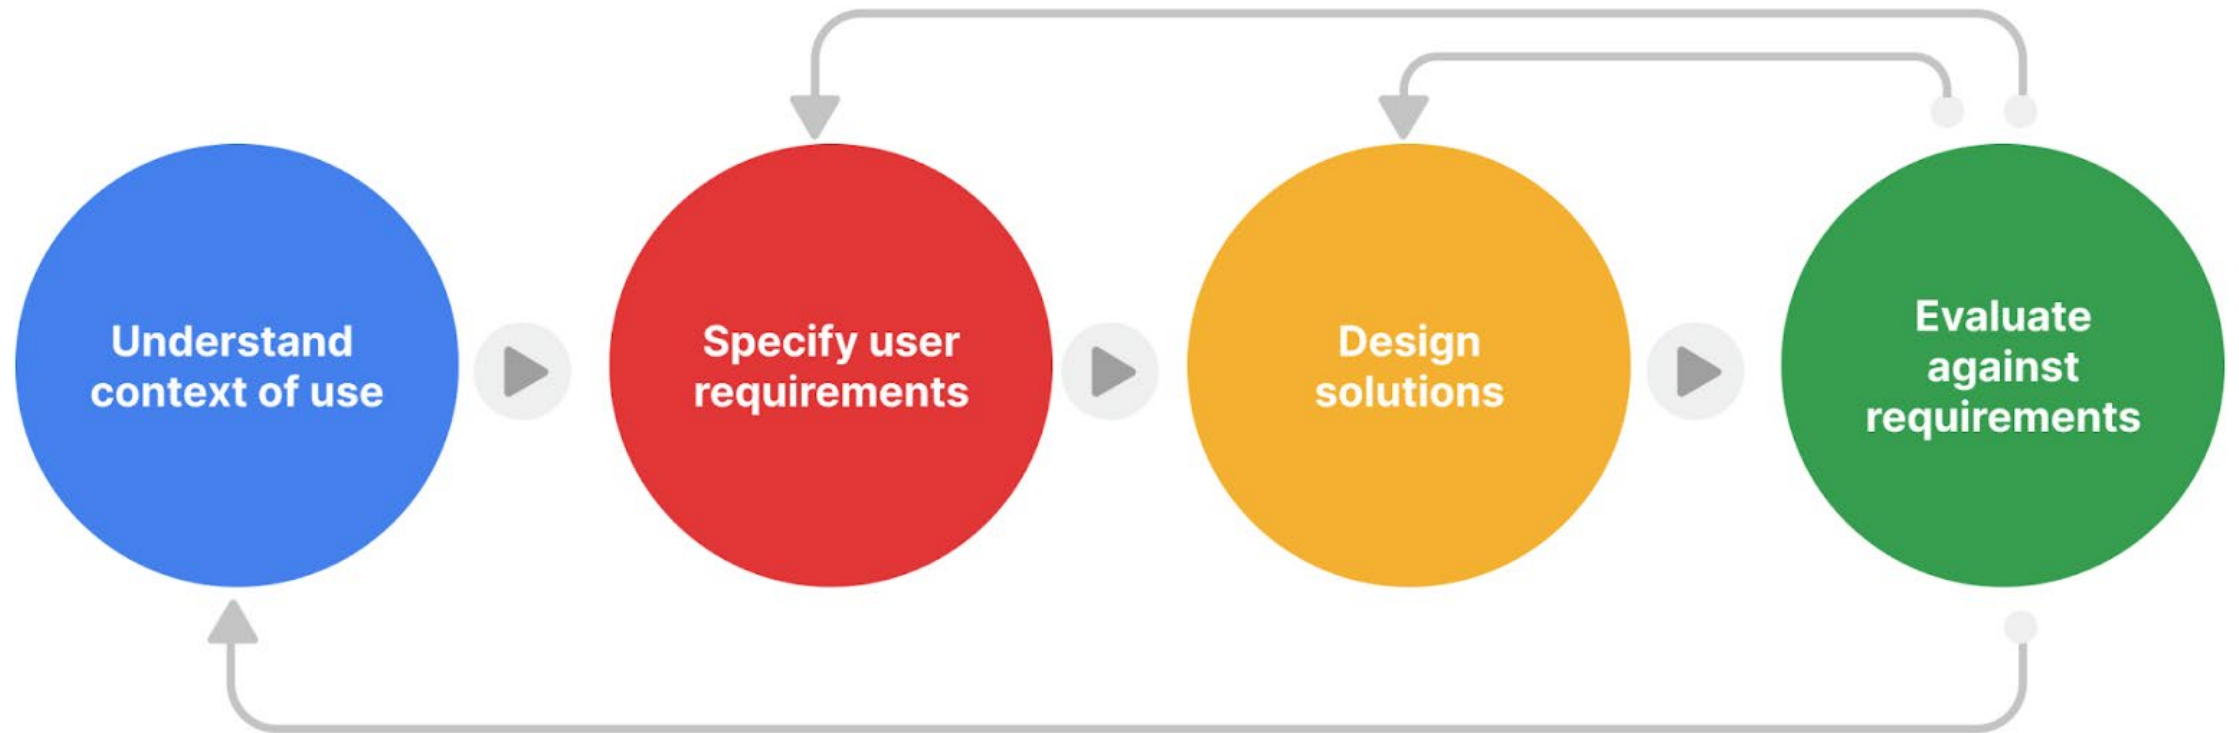 Understand
context of use
Specify user
requirements
Design
solutions
Evaluate
against
requirements